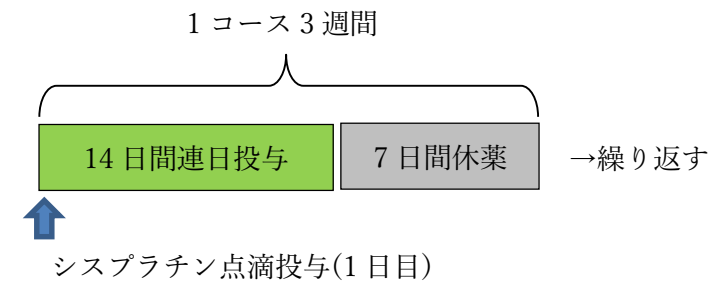 1 コース 3 週間
14 日間連日投与
7 日間休薬
→繰り返す
シスプラチン点滴投与(1 日目)